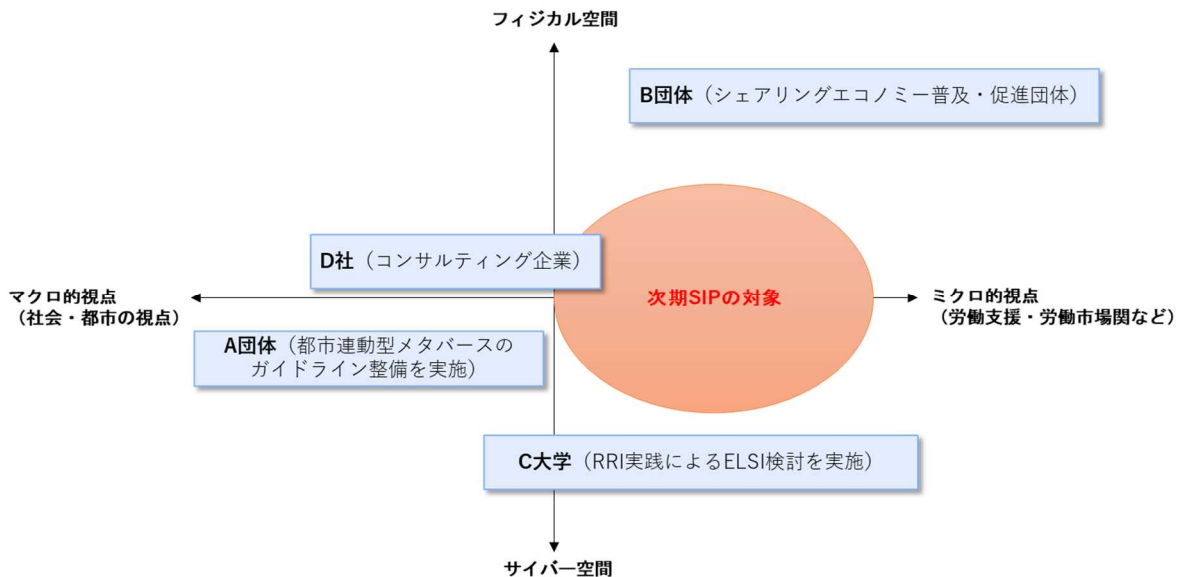 フィジカル空間
B団体（シェアリングエコノミー普及・促進団体）
D社（コンサルティング企業）
マクロ的視点
（社会・都市の視点）
次期SIPの対象
ミクロ的視点
（労働支援・労働市場関など）
A団体（都市連動型メタバースの
ガイドライン整備を実施）
C大学（RRI実践によるELSI検討を実施）
サイバー空間